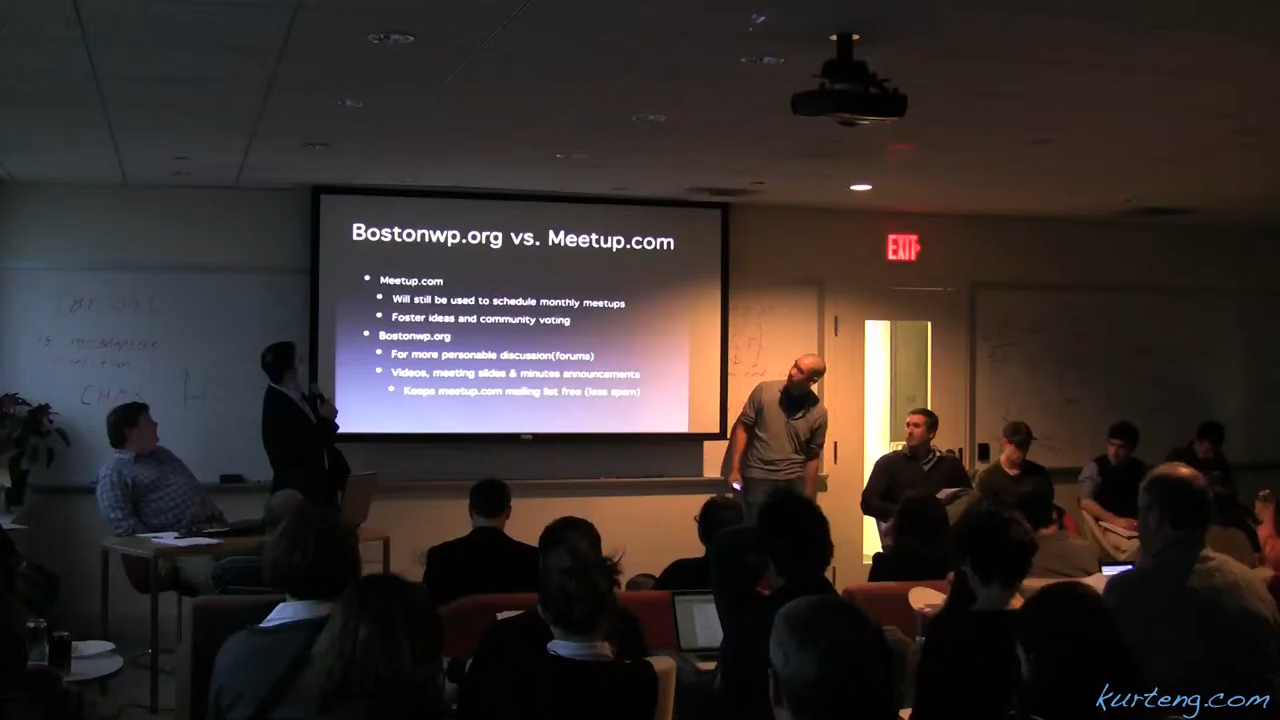 Bostonwp.org vs. Meetup.com
Meetup.com
Will still be used to schedule monthly meetups
Foster ideas and community voting
Bostonwp.org
For more personable discussion(forums)
Videos, meeting slides & minutes announcements
Keeps meetup.com mailing list free (less spam)
EXIT
kurteng.com